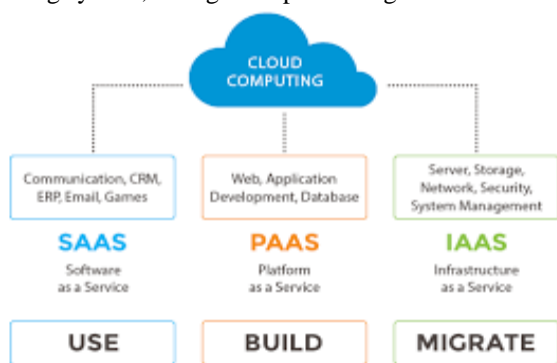 CLOUD
COMPUTING
Communication, CRM,
ERP, Email, Games
Web, Application
Development, Database
Server, Storage,
Network, Security,
System Management
SAAS
PAAS
IAAS
Software
as a Service
Platform
as a Service
Infrastructure
as a Service
USE
BUILD
MIGRATE